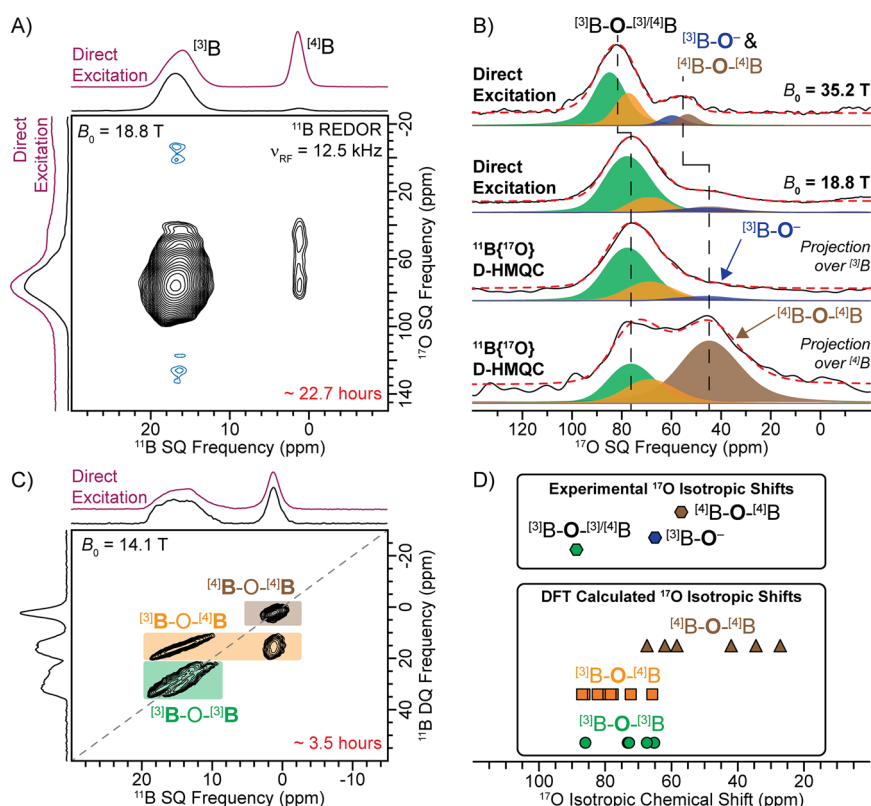 A)
[3]B
[4]B
Direct
Excitation
Direct
Excitation
B0 = 18.8 T
11B REDOR
νRF = 12.5 kHz
-20
20
60
100
140
17O SQ Frequency (ppm)
~ 22.7 hours
20
10
0
11B SQ Frequency (ppm)
B)
[3]B-O-[3]/[4]B
[3]B-O– &
[4]B-O-[4]B
Direct
Excitation
B0 = 35.2 T
Direct
Excitation
B0 = 18.8 T
11B{17O}
D-HMQC
[3]B-O–
Projection
over [3]B
11B{17O}
D-HMQC
[4]B-O-[4]B
Projection
over [4]B
120
100
80
60
40
20
0
17O SQ Frequency (ppm)
C)
Direct
Excitation
B0 = 14.1 T
[4]B-O-[4]B
[3]B-O-[4]B
[3]B-O-[3]B
~ 3.5 hours
-20
0
20
40
11B DQ Frequency (ppm)
20
10
0
-10
11B SQ Frequency (ppm)
D)
Experimental 17O Isotropic Shifts
[4]B-O-[4]B
[3]B-O-[3]/[4]B
[3]B-O–
DFT Calculated 17O Isotropic Shifts
[4]B-O-[4]B
[3]B-O-[4]B
[3]B-O-[3]B
100
80
60
40
20
17O Isotropic Chemical Shift (ppm)